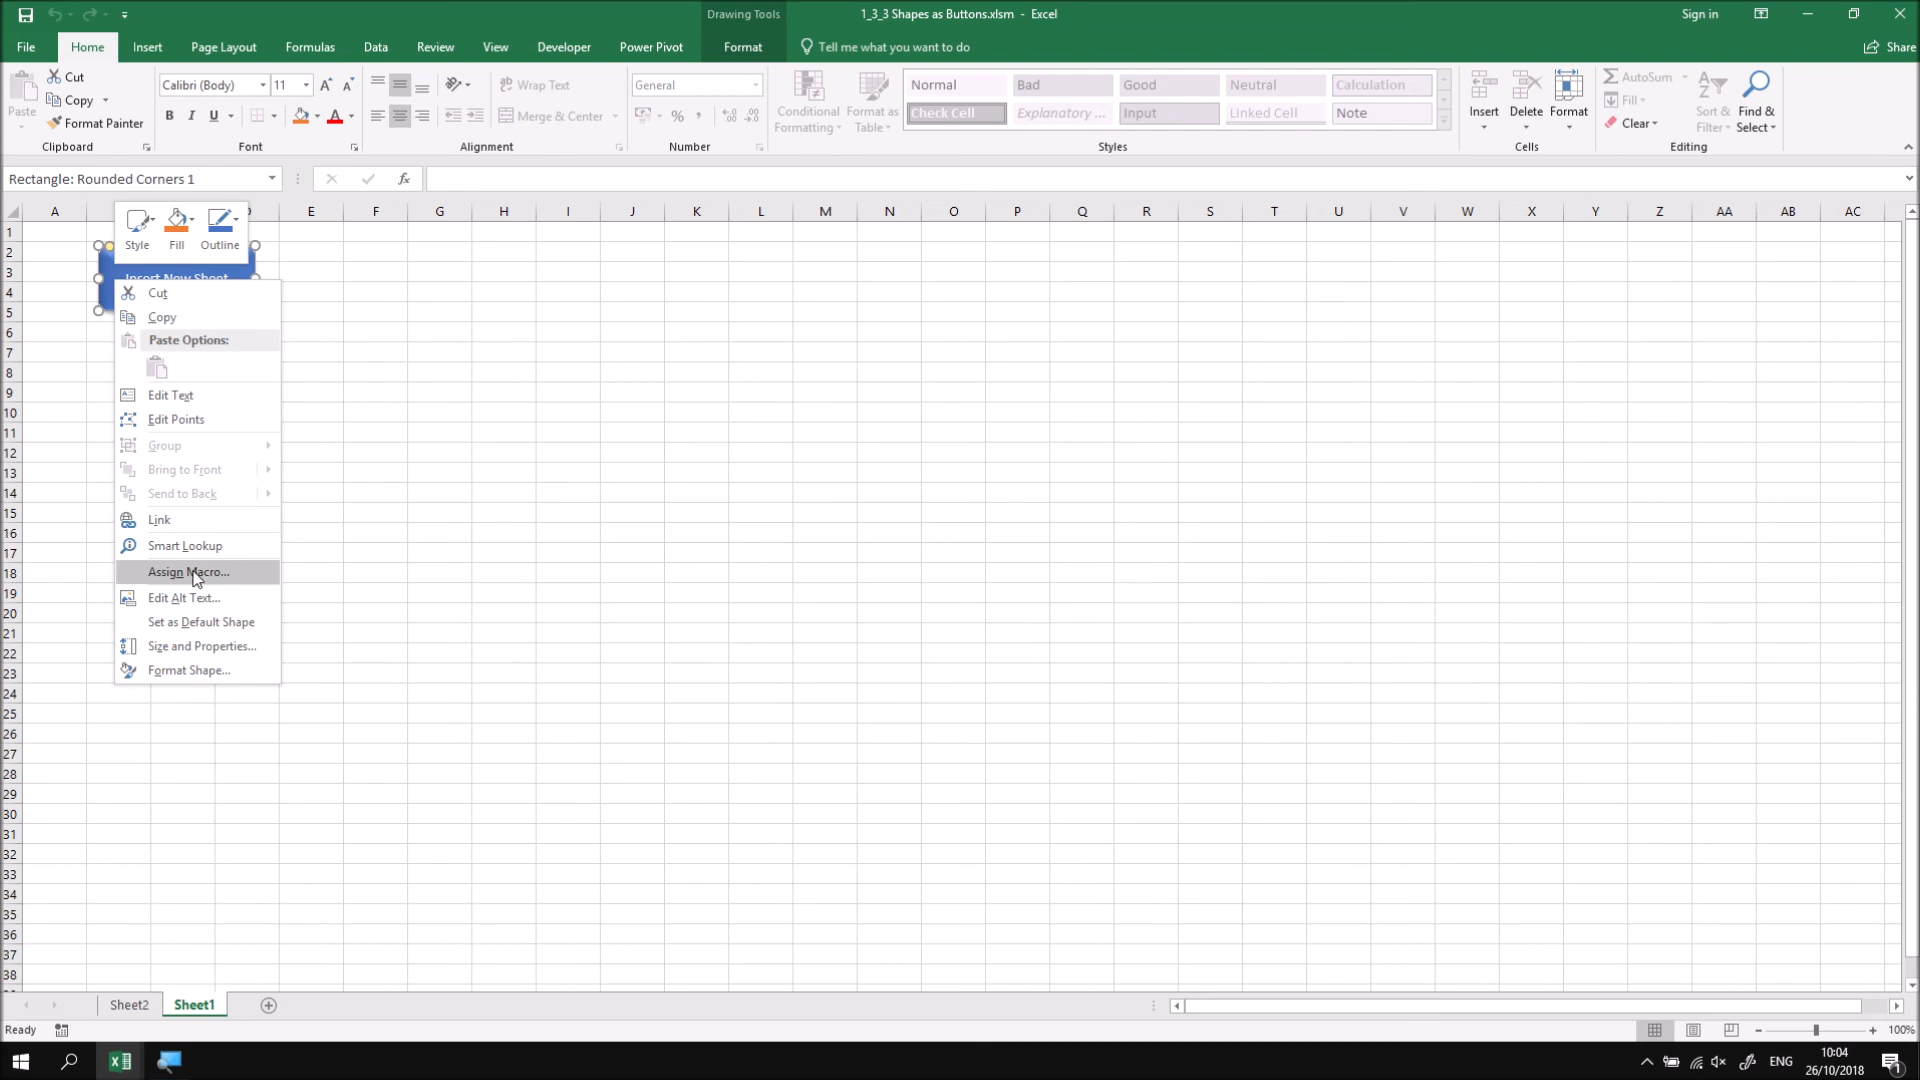 Drawing Tools
1_3_3 Shapes as Buttons.xlsm - Excel
Sign in
File Home Insert Page Layout Formulas Data Review View Developer Power Pivot Format Tell me what you want to do Share
Paste
Cut
Copy
Format Painter
Clipboard
Calibri (Body) 11
B I U
Font
Wrap Text
Merge & Center
Alignment
General
%
Number
Conditional Formatting
Format as Table
Normal Bad Good Neutral Calculation
Check Cell Explanatory ... Input Linked Cell Note
Styles
Insert Delete Format
Cells
AutoSum
Fill
Clear
Sort & Filter
Find & Select
Editing
Rectangle: Rounded Corners 1
fx
A E F G H I J K L M N O P Q R S T U V W X Y Z AA AB AC
Style Fill Outline
Insert New Sheet
Cut
Copy
Paste Options:
Edit Text
Edit Points
Group
Bring to Front
Send to Back
Link
Smart Lookup
Assign Macro...
Edit Alt Text...
Set as Default Shape
Size and Properties...
Format Shape...
1
2
3
4
5
6
7
8
9
10
11
12
13
14
15
16
17
18
19
20
21
22
23
24
25
26
27
28
29
30
31
32
33
34
35
36
37
38
Sheet2 Sheet1
Ready
100%
ENG
10:04
26/10/2018
1